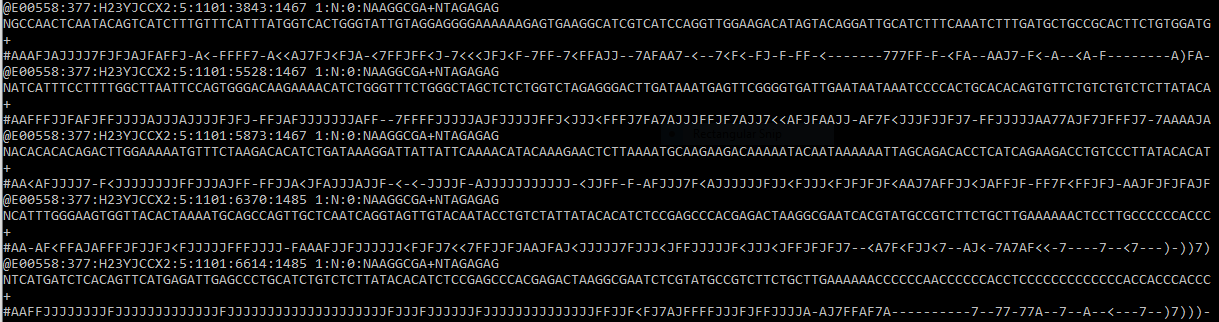 @E00558:377:H23YJCCX2:5:1101:3843:1467 1:N:0:NAAGGCGA+NTAGAGAG
NGCCAACTCAATACAGTCATCTTTGTTTCATTTATGGTCACTGGGTATTGTAGGAGGGGAAAAAAGAGTGAAGGCATCGTCATCCAGGTTGGAAGACATAGTACAGGATTGCATCTTTCAAATCTTTGATGCTGCCGCACTTCTGTGGATG
+
#AAAFJAJJJJ7FJFJAJFAFFJ-A<-FFFF7-A<<AJ7FJ<FJA-<7FFJFF<J-7<<<JFJ<F-7FF-7<FFAJJ--7AFAA7-<--7<F<-FJ-F-FF-<-------777FF-F-<FA--AAJ7-F<-A--<A-F--------A)FA-
@E00558:377:H23YJCCX2:5:1101:5528:1467 1:N:0:NAAGGCGA+NTAGAGAG
NATCATTTCCTTTTGGCTTAATTCCAGTGGGACAAGAAAACATCTGGGTTTCTGGGCTAGCTCTCTGGTCTAGAGGGACTTGATAAATGAGTTCGGGGTGATTGAATAATAAATCCCCACTGCACACAGTGTTCTGTCTGTCTCTTATACA
+
#AAFFFJJFAFJFFJJJJAJJJAJJJJFJFJ-FFJAFJJJJJJJAFF--7FFFFJJJJJAJFJJJJJFFJ<JJJ<FFFJ7FA7AJJJFFJF7AJJ7<<AFJFAAJJ-AF7F<JJJFJJFJ7-FFJJJJJAA77AJF7JFFFJ7-7AAAAJA
@E00558:377:H23YJCCX2:5:1101:5873:1467 1:N:0:NAAGGCGA+NTAGAGAG
NACACACACAGACTTGGAAAAATGTTTCTAAGACACATCTGATAAAGGATTATTATTCAAAACATACAAAGAACTCTTAAAATGCAAGAAGACAAAAATACAATAAAAAATTAGCAGACACCTCATCAGAAGACCTGTCCCTTATACACAT
+
#AA<AFJJJJ7-F<JJJJJJJJFFJJJAJFF-FFJJA<JFAJJJAJJF-<-<-JJJJF-AJJJJJJJJJJJ-<JJFF-F-AFJJJ7F<AJJJJJJFJJ<FJJJ<FJFJFJF<AAJ7AFJJ<JAFFJF-FF7F<FFJFJ-AAJFJFJFAJF
@E00558:377:H23YJCCX2:5:1101:6370:1485 1:N:0:NAAGGCGA+NTAGAGAG
NCATTTGGGAAGTGGTTACACTAAAATGCAGCCAGTTGCTCAATCAGGTAGTTGTACAATACCTGTCTATTATACACATCTCCGAGCCCACGAGACTAAGGCGAATCACGTATGCCGTCTTCTGCTTGAAAAAACTCCTTGCCCCCCACCC
+
#AA-AF<FFAJAFFFJFJJFJ<FJJJJJFFFJJJJ-FAAAFJJFJJJJJJ<FJFJ7<<7FFJJFJAAJFAJ<JJJJJ7FJJJ<JFFJJJJJF<JJJ<JFFJFJFJ7--<A7F<FJJ<7--AJ<-7A7AF<<-7----7--<7---)-))7)
@E00558:377:H23YJCCX2:5:1101:6614:1485 1:N:0:NAAGGCGA+NTAGAGAG
NTCATGATCTCACAGTTCATGAGATTGAGCCCTGCATCTGTCTCTTATACACATCTCCGAGCCCACGAGACTAAGGCGAATCTCGTATGCCGTCTTCTGCTTGAAAAAACCCCCCAACCCCCCACCTCCCCCCCCCCCCCACCACCCACCC
+
#AAFFJJJJJJJJFJJJJJJJJJJJJJFJJJJJJJJJJJJJJJJJJJJJFJJJFJJJJJJFJJJJJJJJJJJJJJJFFJJF<FJ7AJFFFFJJJFJFFJJJJA-AJ7FFAF7A----------7--77-77A--7--A--<---7--)7)))-